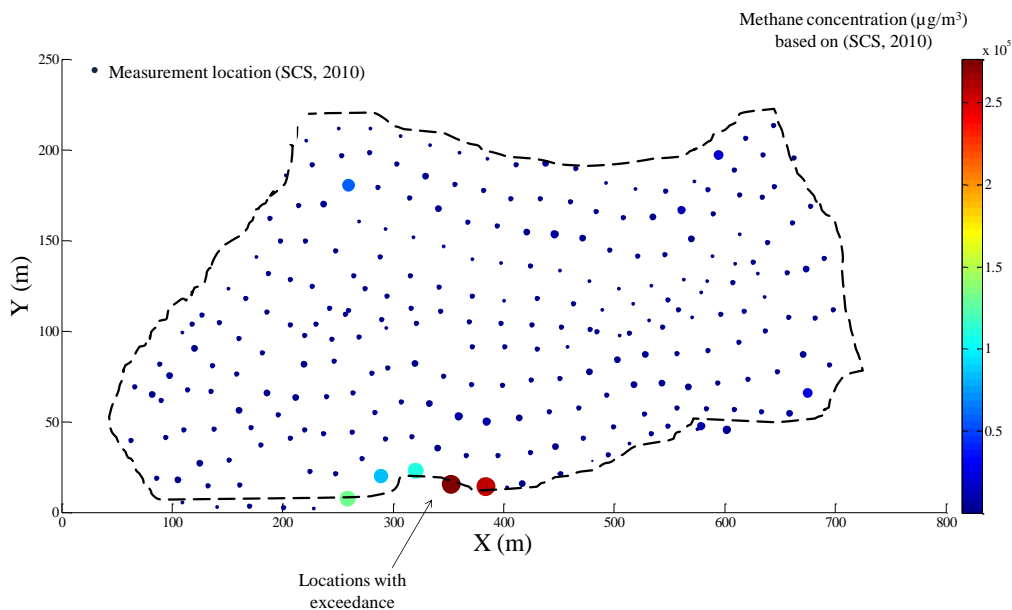 Methane concentration (µg/m³)
based on (SCS, 2010)
x 10⁵
Measurement location (SCS, 2010)
250
200
150
100
50
0
Y (m)
0 100 200 300 400 500 600 700 800
X (m)
2.5
2
1.5
1
0.5
Locations with
exceedance